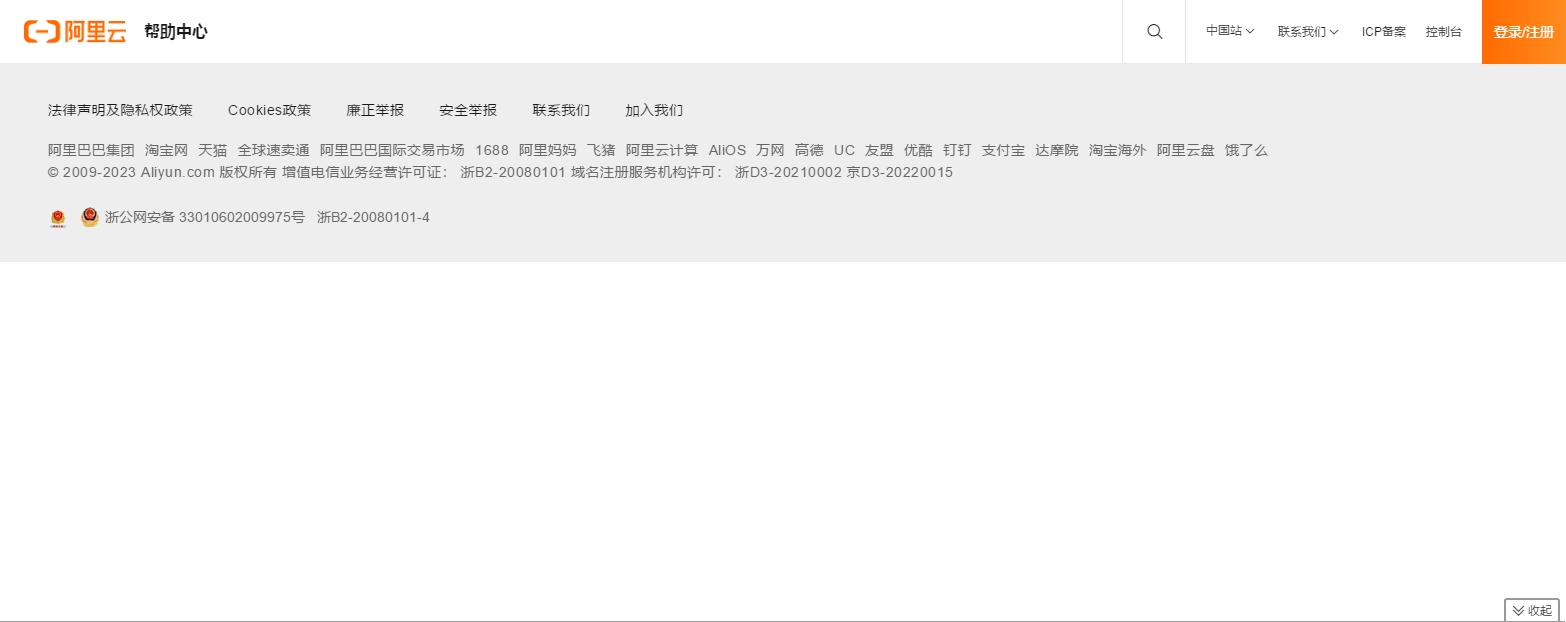 阿里云 帮助中心 中国站 联系我们 ICP备案 控制台 登录/注册
法律声明及隐私权政策 Cookies政策 廉正举报 安全举报 联系我们 加入我们
阿里巴巴集团 淘宝网 天猫 全球速卖通 阿里巴巴国际交易市场 1688 阿里妈妈 飞猪 阿里云计算 AliOS 万网 高德 UC 友盟 优酷 钉钉 支付宝 达摩院 淘宝海外 阿里云盘 饿了么
© 2009-2023 Aliyun.com 版权所有 增值电信业务经营许可证: 浙B2-20080101 域名注册服务机构许可: 浙D3-20210002 京D3-20220015
浙公网安备 33010602009975号 浙B2-20080101-4
收起